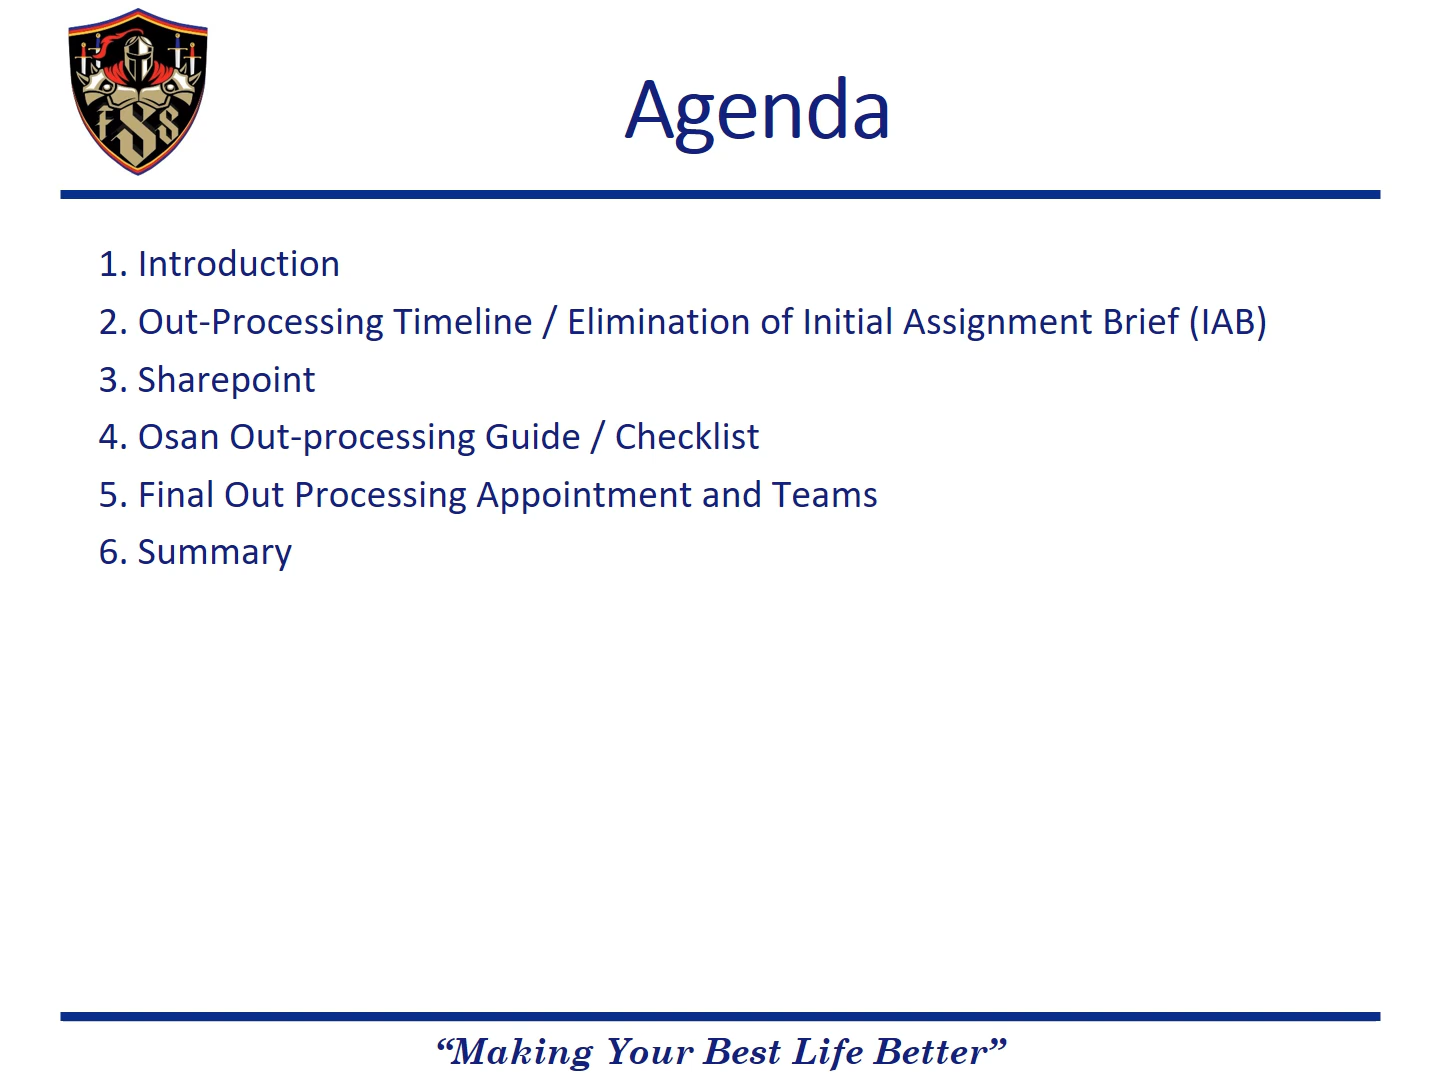 FSS
Agenda
1. Introduction
2. Out-Processing Timeline / Elimination of Initial Assignment Brief (IAB)
3. Sharepoint
4. Osan Out-processing Guide / Checklist
5. Final Out Processing Appointment and Teams
6. Summary
“Making Your Best Life Better”